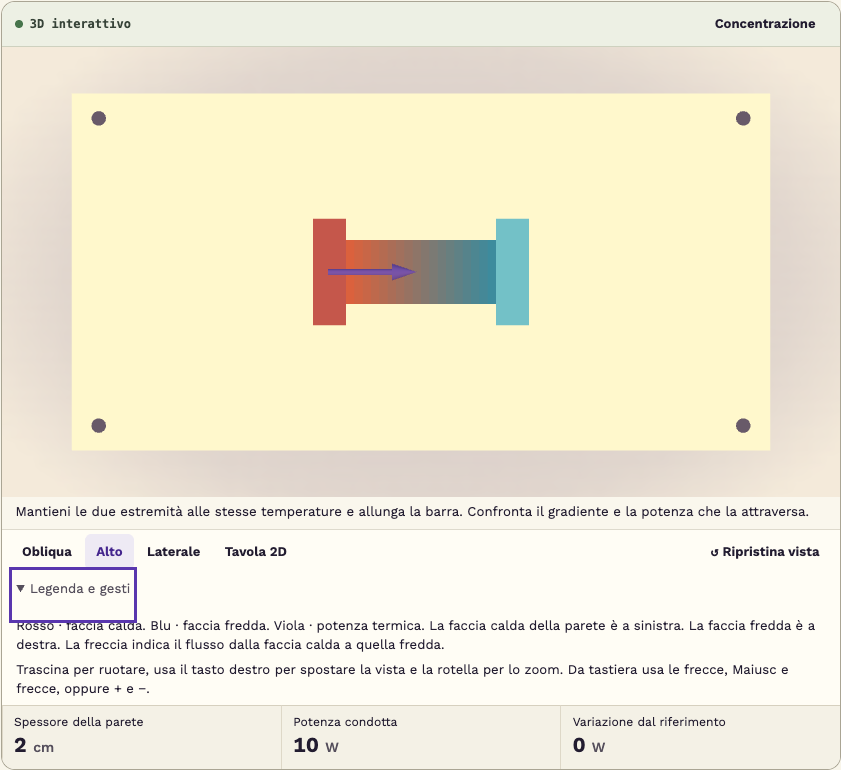 3D interattivo
Concentrazione
Mantieni le due estremità alle stesse temperature e allunga la barra. Confronta il gradiente e la potenza che la attraversa.
Obliqua Alto Laterale Tavola 2D ↺ Ripristina vista
▼ Legenda e gesti
Rosso · faccia calda. Blu · faccia fredda. Viola · potenza termica. La faccia calda della parete è a sinistra. La faccia fredda è a
destra. La freccia indica il flusso dalla faccia calda a quella fredda.
Trascina per ruotare, usa il tasto destro per spostare la vista e la rotella per lo zoom. Da tastiera usa le frecce, Maiusc e
frecce, oppure + e −.
Spessore della parete
2 cm
Potenza condotta
10 W
Variazione dal riferimento
0 W